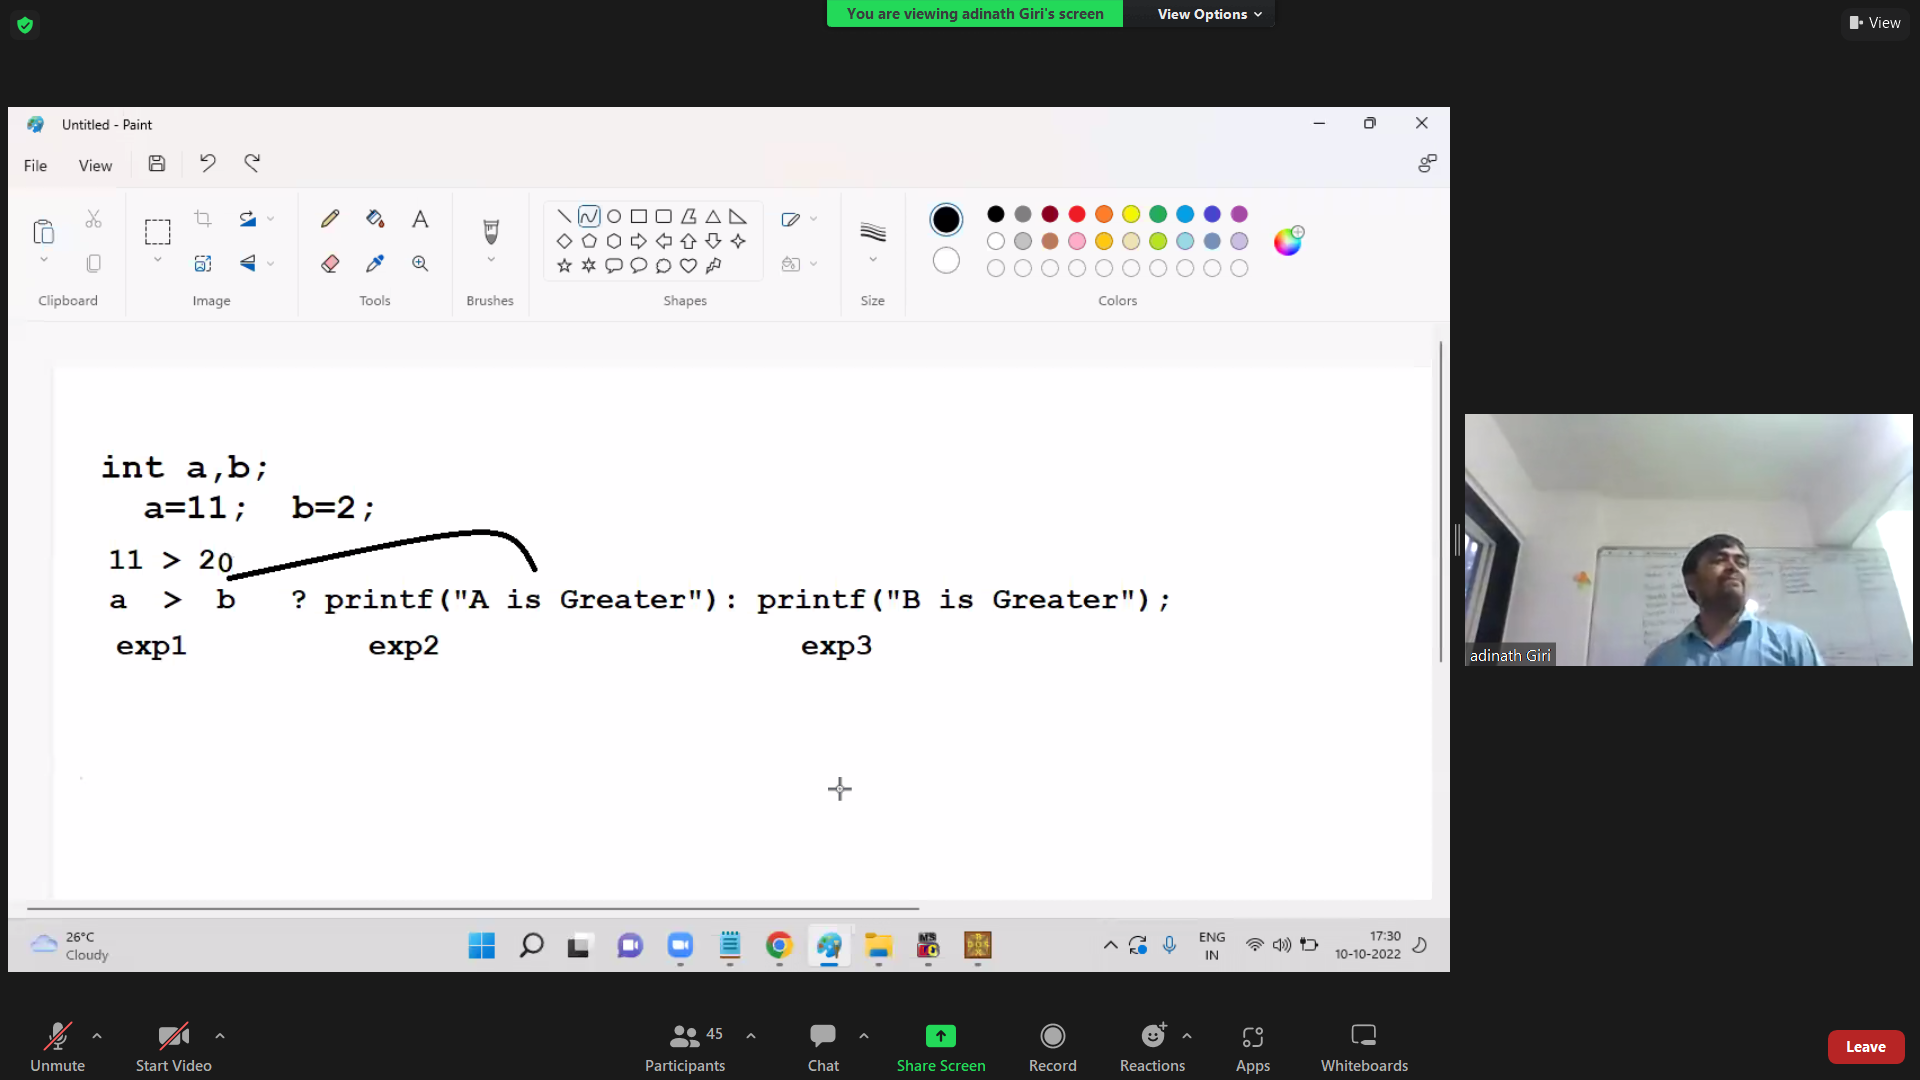 You are viewing adinath Giri's screen View Options
View
Untitled - Paint
File View
Clipboard Image Tools Brushes Shapes Size Colors
int a,b;
a=11; b=2;
11 > 20
a > b ? printf("A is Greater"): printf("B is Greater");
exp1 exp2 exp3
adinath Giri
26°C
Cloudy
ENG
IN
17:30
10-10-2022
Unmute Start Video Participants 45 Chat Share Screen Record Reactions Apps Whiteboards Leave